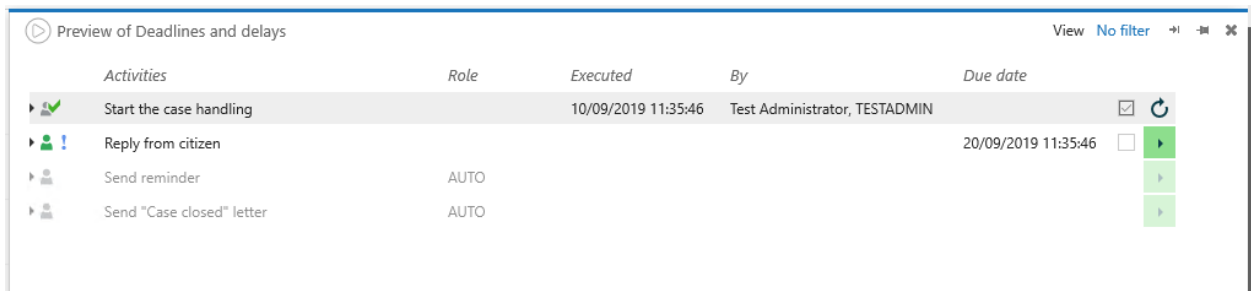 Preview of Deadlines and delays View No filter
Activities Role Executed By Due date
Start the case handling 10/09/2019 11:35:46 Test Administrator, TESTADMIN
Reply from citizen 20/09/2019 11:35:46
Send reminder AUTO
Send "Case closed" letter AUTO